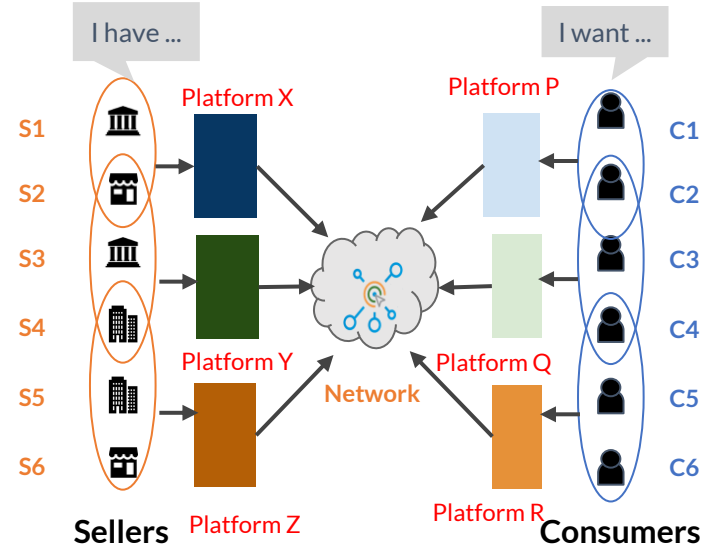 I have ...
I want ...
Platform X
Platform P
S1
C1
S2
C2
S3
C3
S4
C4
Platform Y
Platform Q
Network
S5
C5
S6
C6
Platform Z
Platform R
Sellers
Consumers